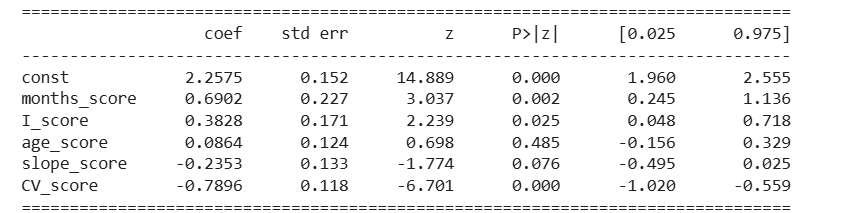 coef std err z P>|z| [0.025 0.975]
const 2.2575 0.152 14.889 0.000 1.960 2.555
months_score 0.6902 0.227 3.037 0.002 0.245 1.136
I_score 0.3828 0.171 2.239 0.025 0.048 0.718
age_score 0.0864 0.124 0.698 0.485 -0.156 0.329
slope_score -0.2353 0.133 -1.774 0.076 -0.495 0.025
CV_score -0.7896 0.118 -6.701 0.000 -1.020 -0.559